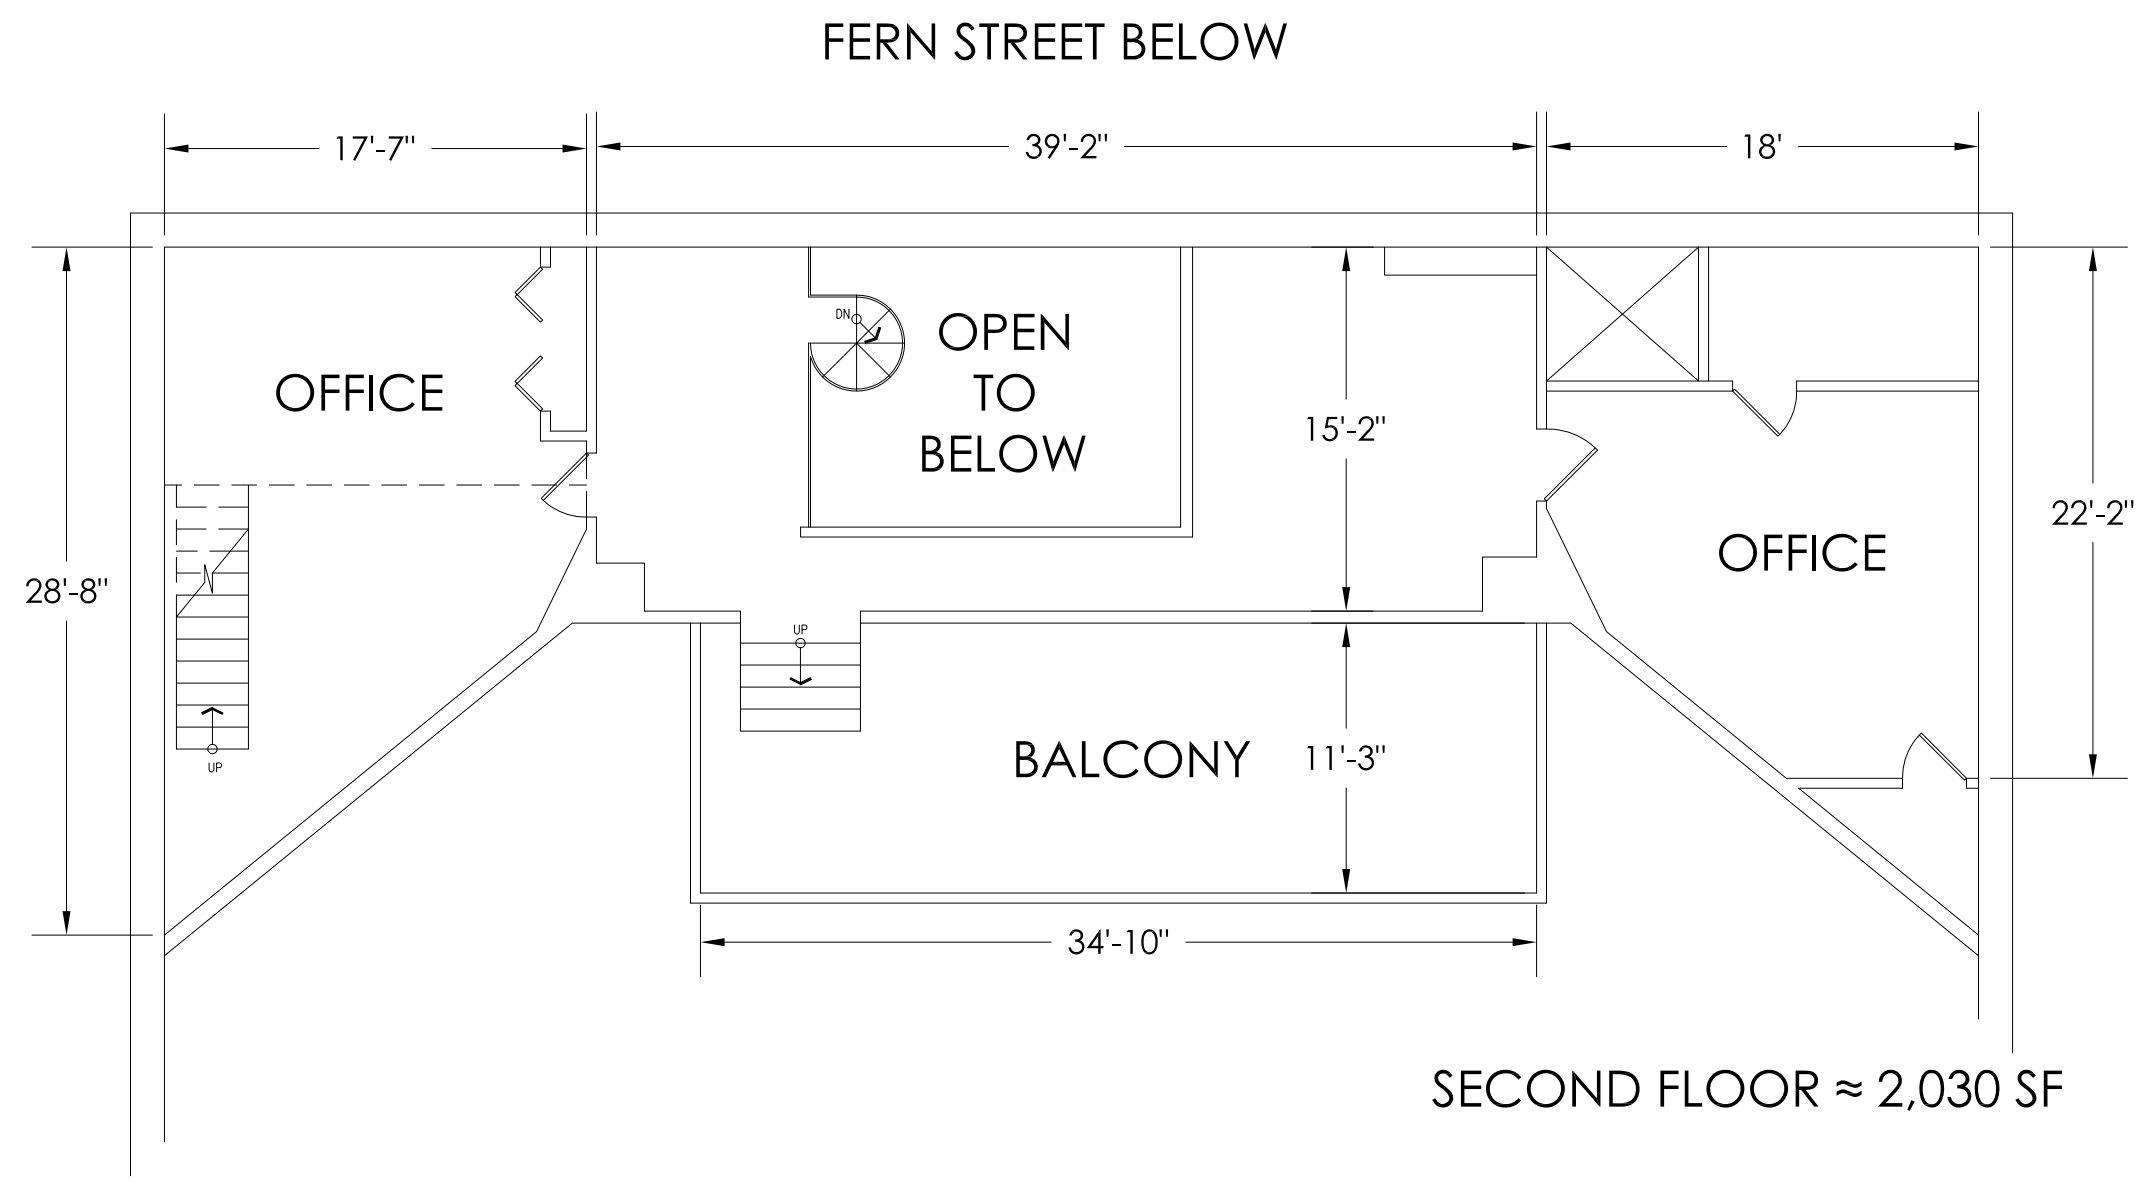 FERN STREET BELOW
17'-7"
39'-2"
18'
DN
OPEN
TO
BELOW
OFFICE
15'-2"
22'-2"
OFFICE
28'-8"
UP
UP
BALCONY
11'-3"
34'-10"
SECOND FLOOR ≈ 2,030 SF